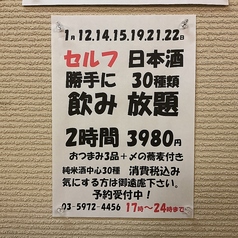 1月12.14.15.19.21.22日
セルフ 日本酒
勝手に 30種類
飲み放題
2時間 3980円
おつまみ3品+〆の蕎麦付き
純米酒中心30種 消費税込み
気にする方は御遠慮下さい。
予約受付中!
03-5972-4456 17時~24時まで